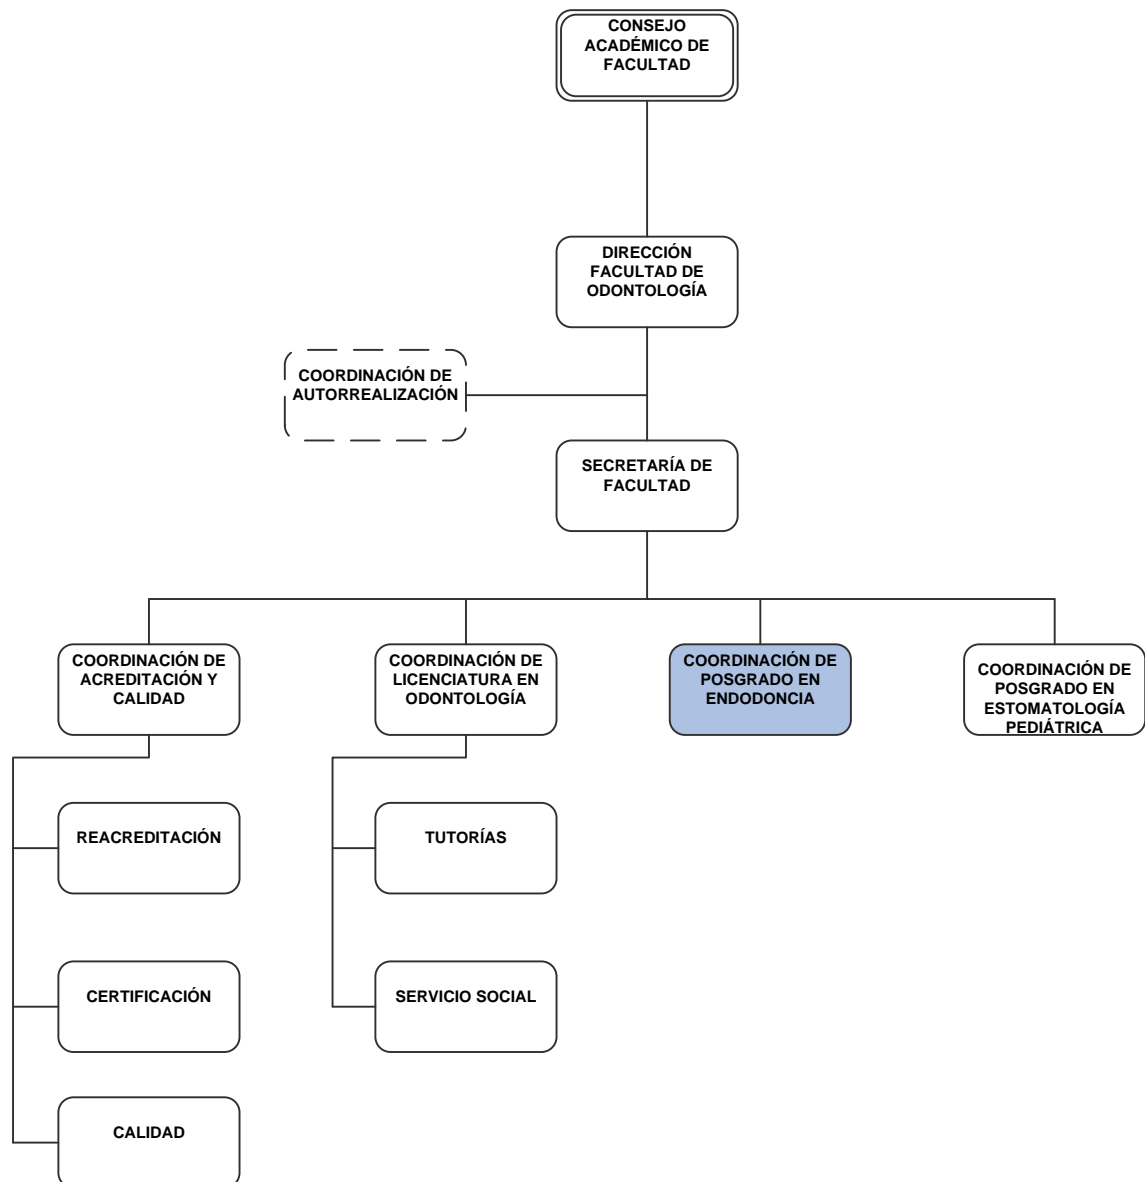 CONSEJO
ACADÉMICO DE
FACULTAD
DIRECCIÓN
FACULTAD DE
ODONTOLOGÍA
COORDINACIÓN DE
AUTORREALIZACIÓN
SECRETARÍA DE
FACULTAD
COORDINACIÓN DE
ACREDITACIÓN Y
CALIDAD
COORDINACIÓN DE
LICENCIATURA EN
ODONTOLOGÍA
COORDINACIÓN DE
POSGRADO EN
ENDODONCIA
COORDINACIÓN DE
POSGRADO EN
ESTOMATOLOGÍA
PEDIÁTRICA
REACREDITACIÓN
TUTORÍAS
CERTIFICACIÓN
SERVICIO SOCIAL
CALIDAD